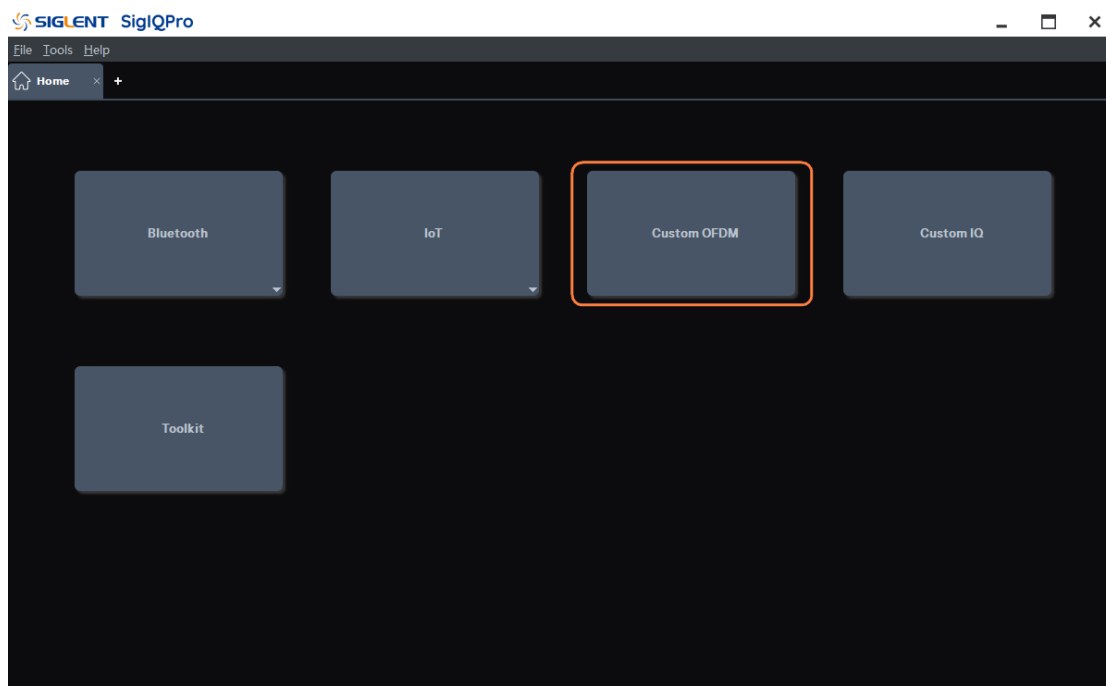 SIGLENT SigIQPro
File Tools Help
Home × +
Bluetooth
IoT
Custom OFDM
Custom IQ
Toolkit